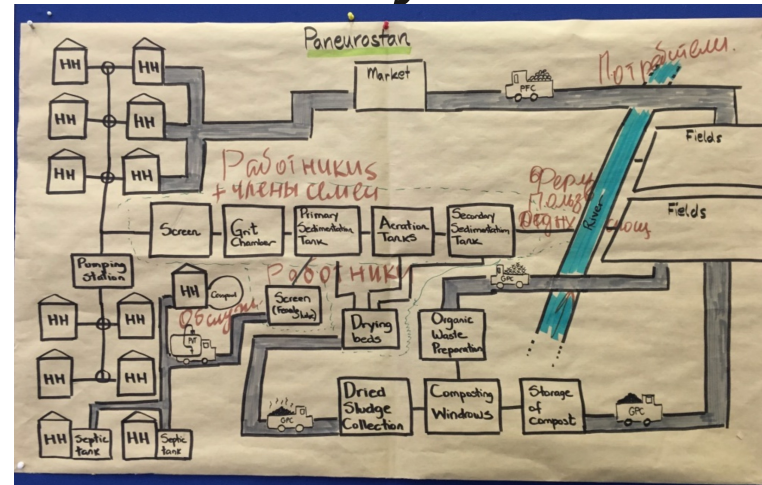 Paneurostan
Потребители.
Market
PFC
HH
HH
HH
HH
HH
HH
Fields
Fields
Работники
+ члены семей
River
Screen
Grit
Chamber
Primary
Sedimentation
Tank
Aeration
Tanks
Secondary
Sedimentation
Tank
Pumping
station
HH
Compost
Работники
Screen
GPC
HH
HH
HH
HH
Drying
beds
Organic
Waste
Preparation
Dried
Sludge
Collection
Composting
Windrows
Storage
of
compost
GPC
GPC
HH
Septic
tank
HH
Septic
tank